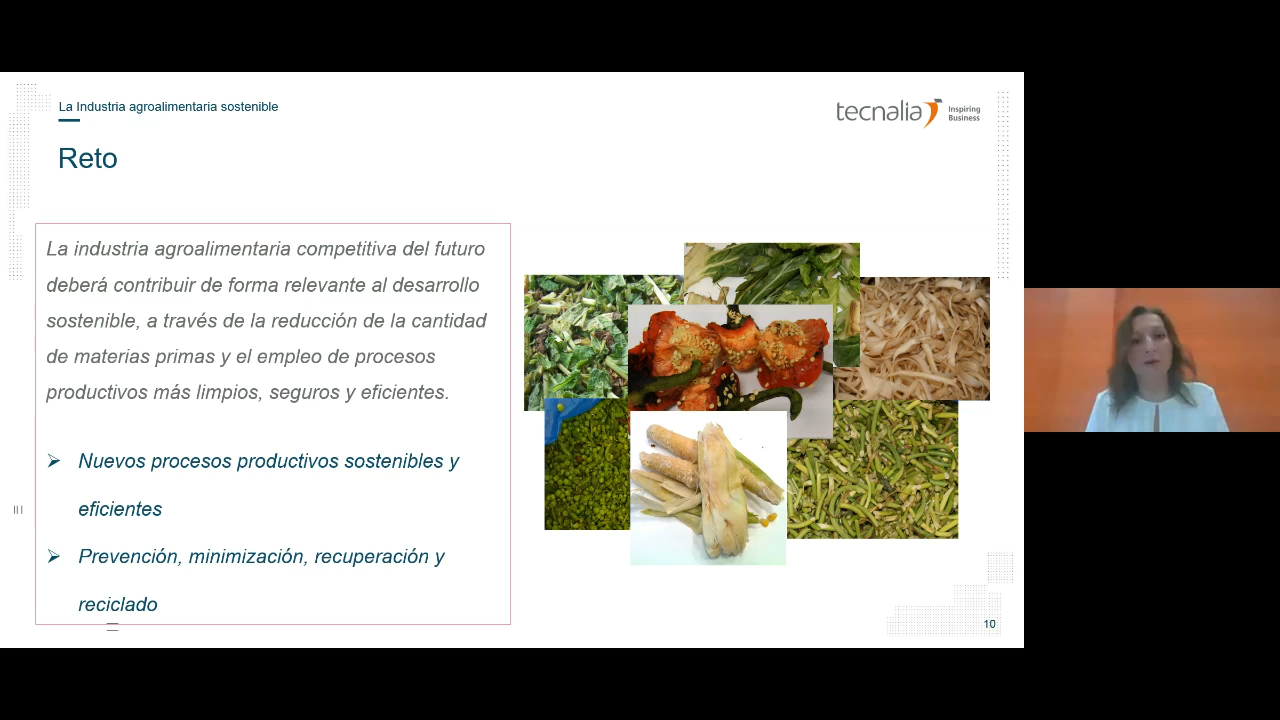 La Industria agroalimentaria sostenible
tecnalia Inspiring
Business
Reto
La industria agroalimentaria competitiva del futuro
deberá contribuir de forma relevante al desarrollo
sostenible, a través de la reducción de la cantidad
de materias primas y el empleo de procesos
productivos más limpios, seguros y eficientes.
Nuevos procesos productivos sostenibles y
eficientes
Prevención, minimización, recuperación y
reciclado
10